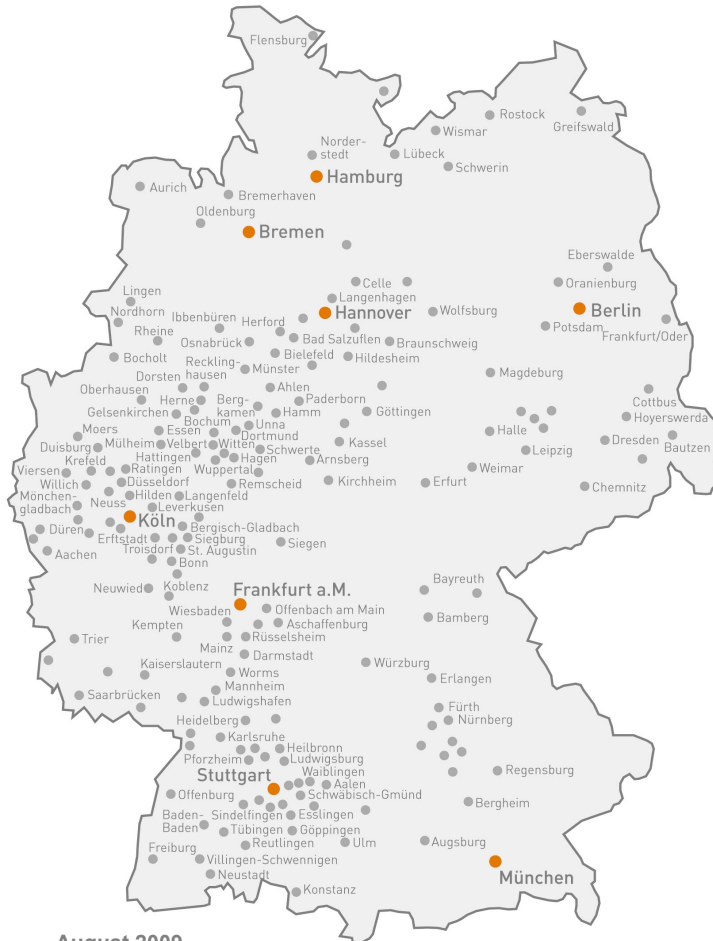 Flensburg
Rostock
Greifswald
Wismar
Norder-
stedt
Lübeck
Schwerin
Hamburg
Aurich
Bremerhaven
Oldenburg
Bremen
Eberswalde
Celle
Oranienburg
Lingen
Langenhagen
Nordhorn
Ibbenbüren
Herford
Hannover
Wolfsburg
Berlin
Rheine
Osnabrück
Bad Salzuflen
Braunschweig
Potsdam
Frankfurt/Oder
Bocholt
Bielefeld
Hildesheim
Reckling-
hausen
Münster
Magdeburg
Dorsten
Oberhausen
Ahlen
Herne
Berg-
kamen
Paderborn
Cottbus
Gelsenkirchen
Hamm
Göttingen
Hoyerswerda
Bochum
Unna
Moers
Essen
Dortmund
Halle
Duisburg
Mülheim
Velbert
Witten
Schwerte
Kassel
Dresden
Bautzen
Hattingen
Hagen
Arnsberg
Leipzig
Krefeld
Viersen
Ratingen
Wuppertal
Weimar
Willich
Düsseldorf
Remscheid
Kirchheim
Erfurt
Chemnitz
Mönchen-
gladbach
Neuss
Hilden
Langenfeld
Leverkusen
Köln
Düren
Bergisch-Gladbach
Erftstadt
Siegburg
Siegen
Aachen
Troisdorf
St. Augustin
Bonn
Bayreuth
Neuwied
Koblenz
Frankfurt a.M.
Wiesbaden
Offenbach am Main
Bamberg
Kempten
Aschaffenburg
Trier
Mainz
Rüsselsheim
Darmstadt
Würzburg
Kaiserslautern
Worms
Erlangen
Saarbrücken
Mannheim
Ludwigshafen
Fürth
Heidelberg
Nürnberg
Karlsruhe
Heilbronn
Pforzheim
Ludwigsburg
Regensburg
Stuttgart
Waiblingen
Aalen
Offenburg
Schwäbisch-Gmünd
Bergheim
Baden-
Baden
Sindelfingen
Esslingen
Tübingen
Göppingen
Reutlingen
Ulm
Augsburg
Freiburg
Villingen-Schwennigen
München
Neustadt
Konstanz
August 2009